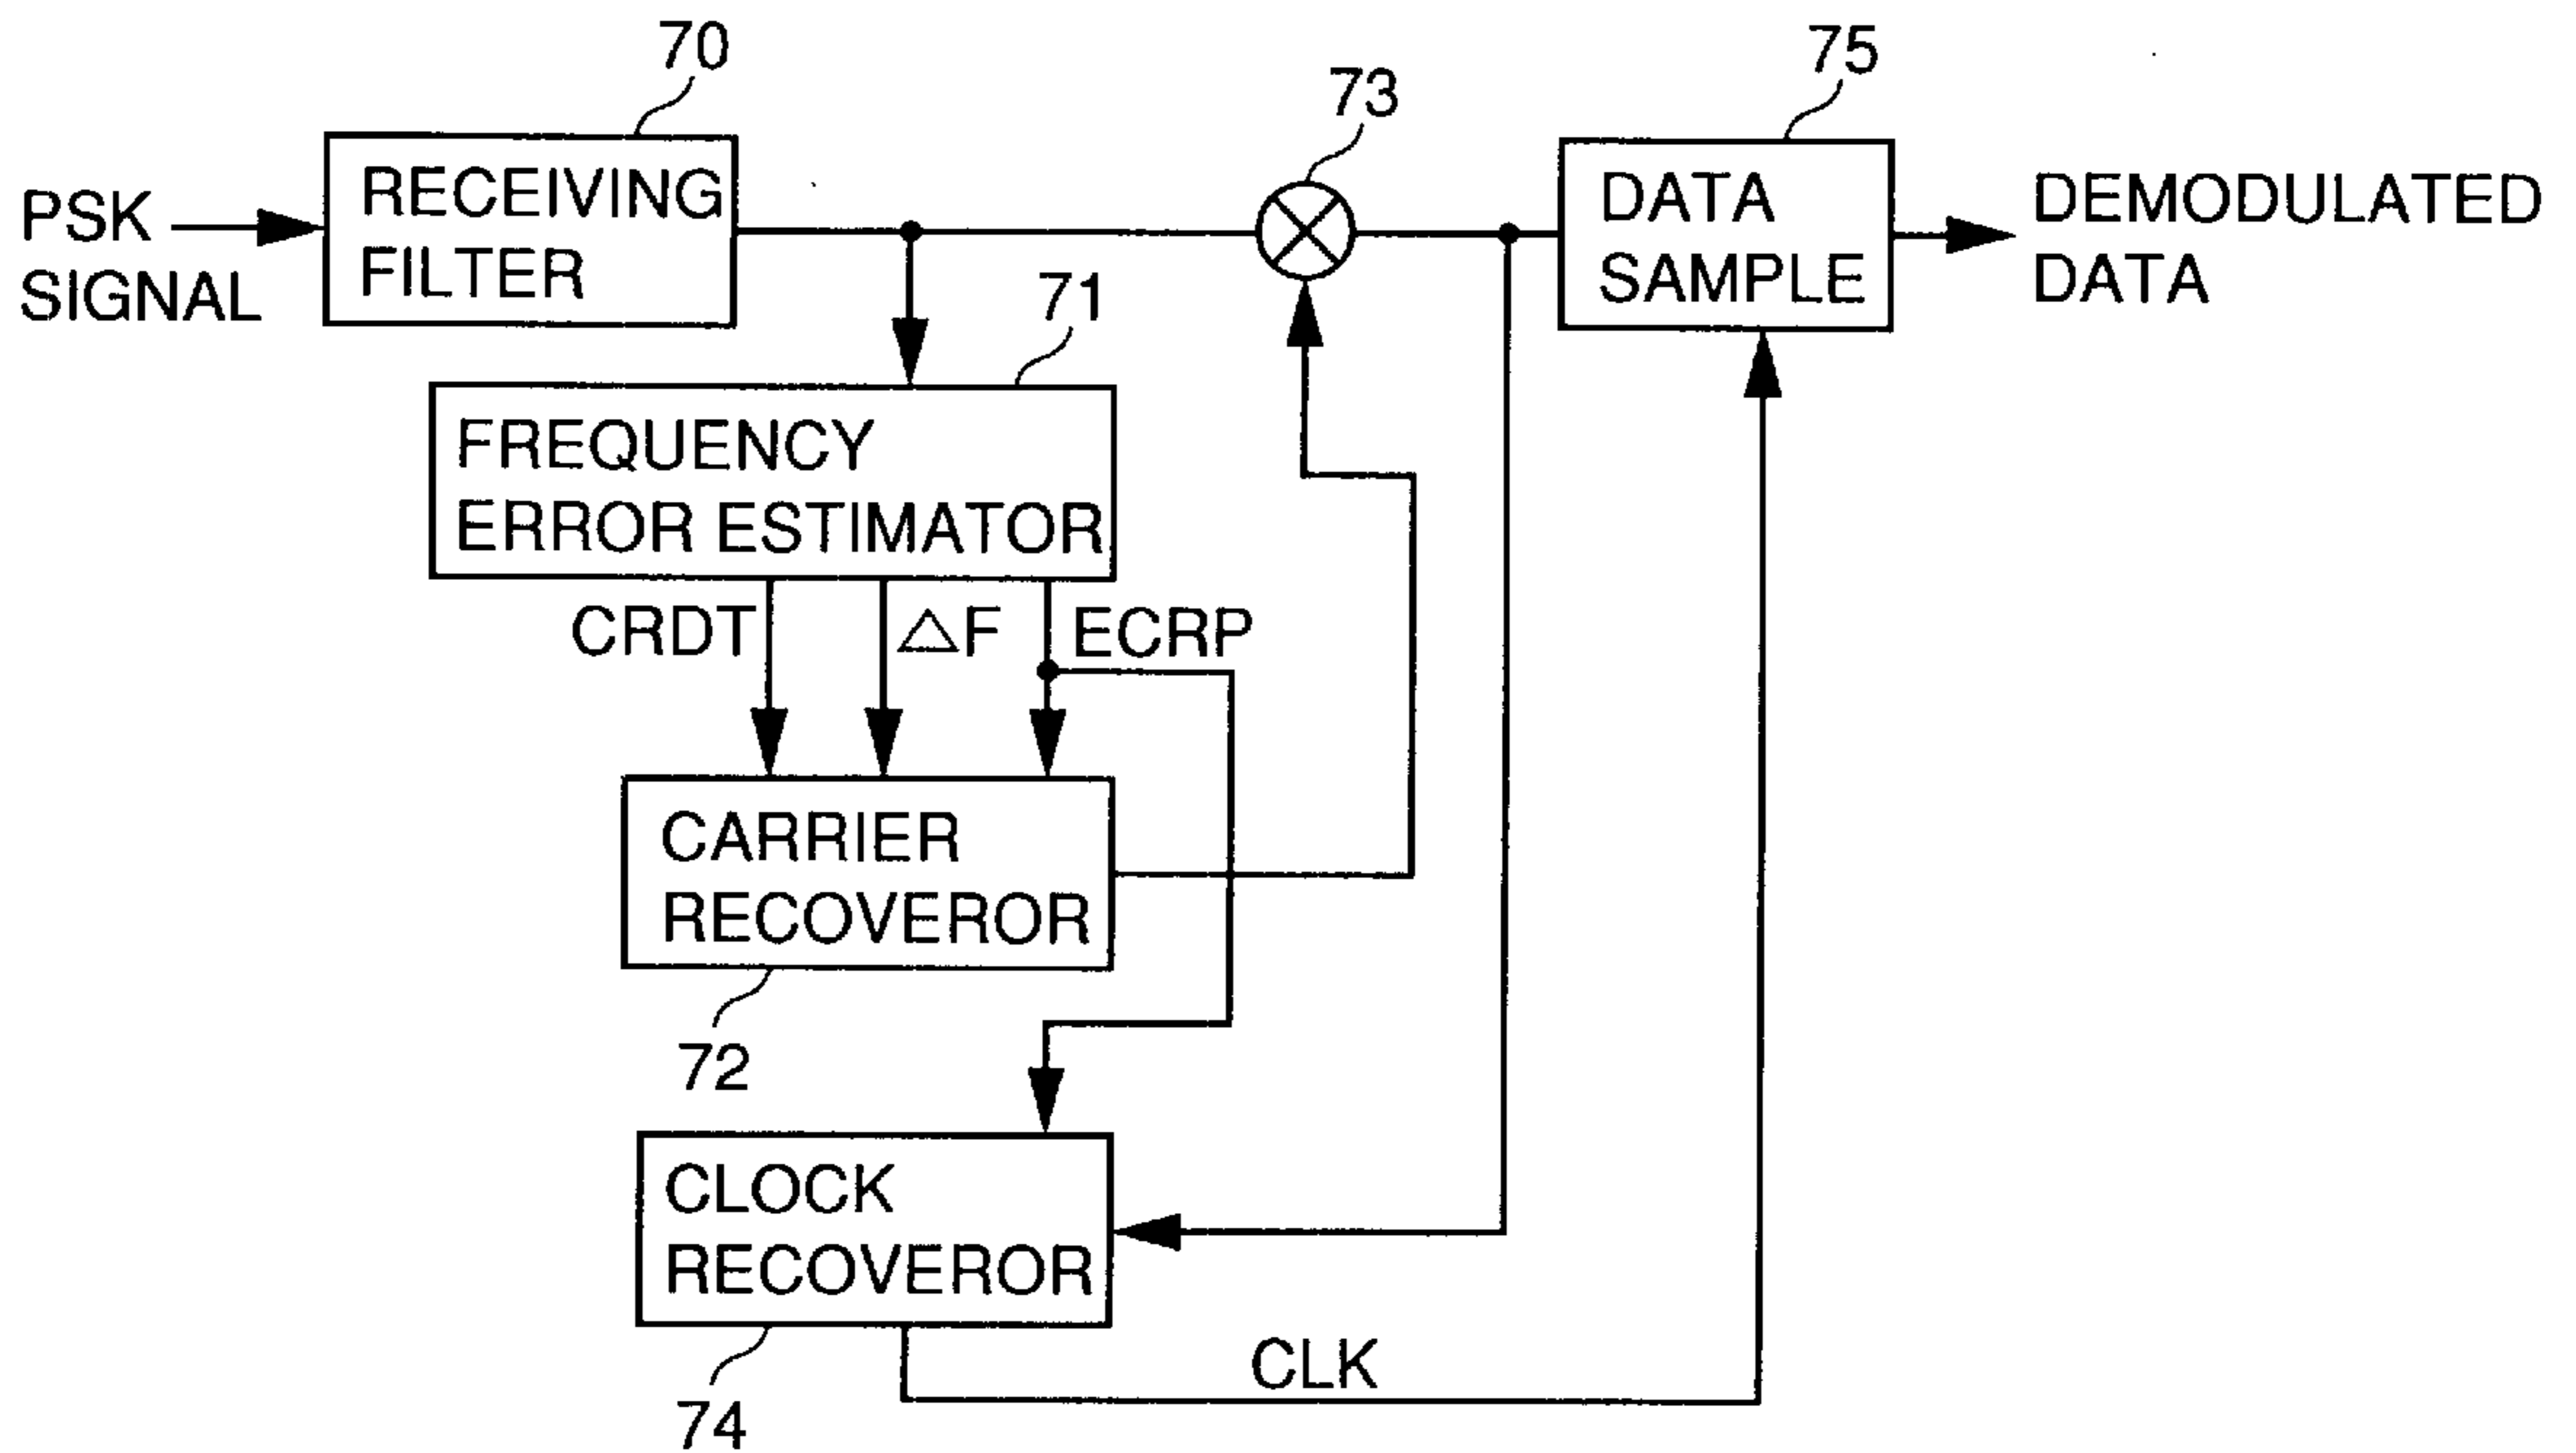 70
73
75
PSK
SIGNAL
RECEIVING
FILTER
DATA
SAMPLE
DEMODULATED
DATA
71
FREQUENCY
ERROR ESTIMATOR
CRDT
△F
ECRP
CARRIER
RECOVEROR
72
CLOCK
RECOVEROR
74
CLK